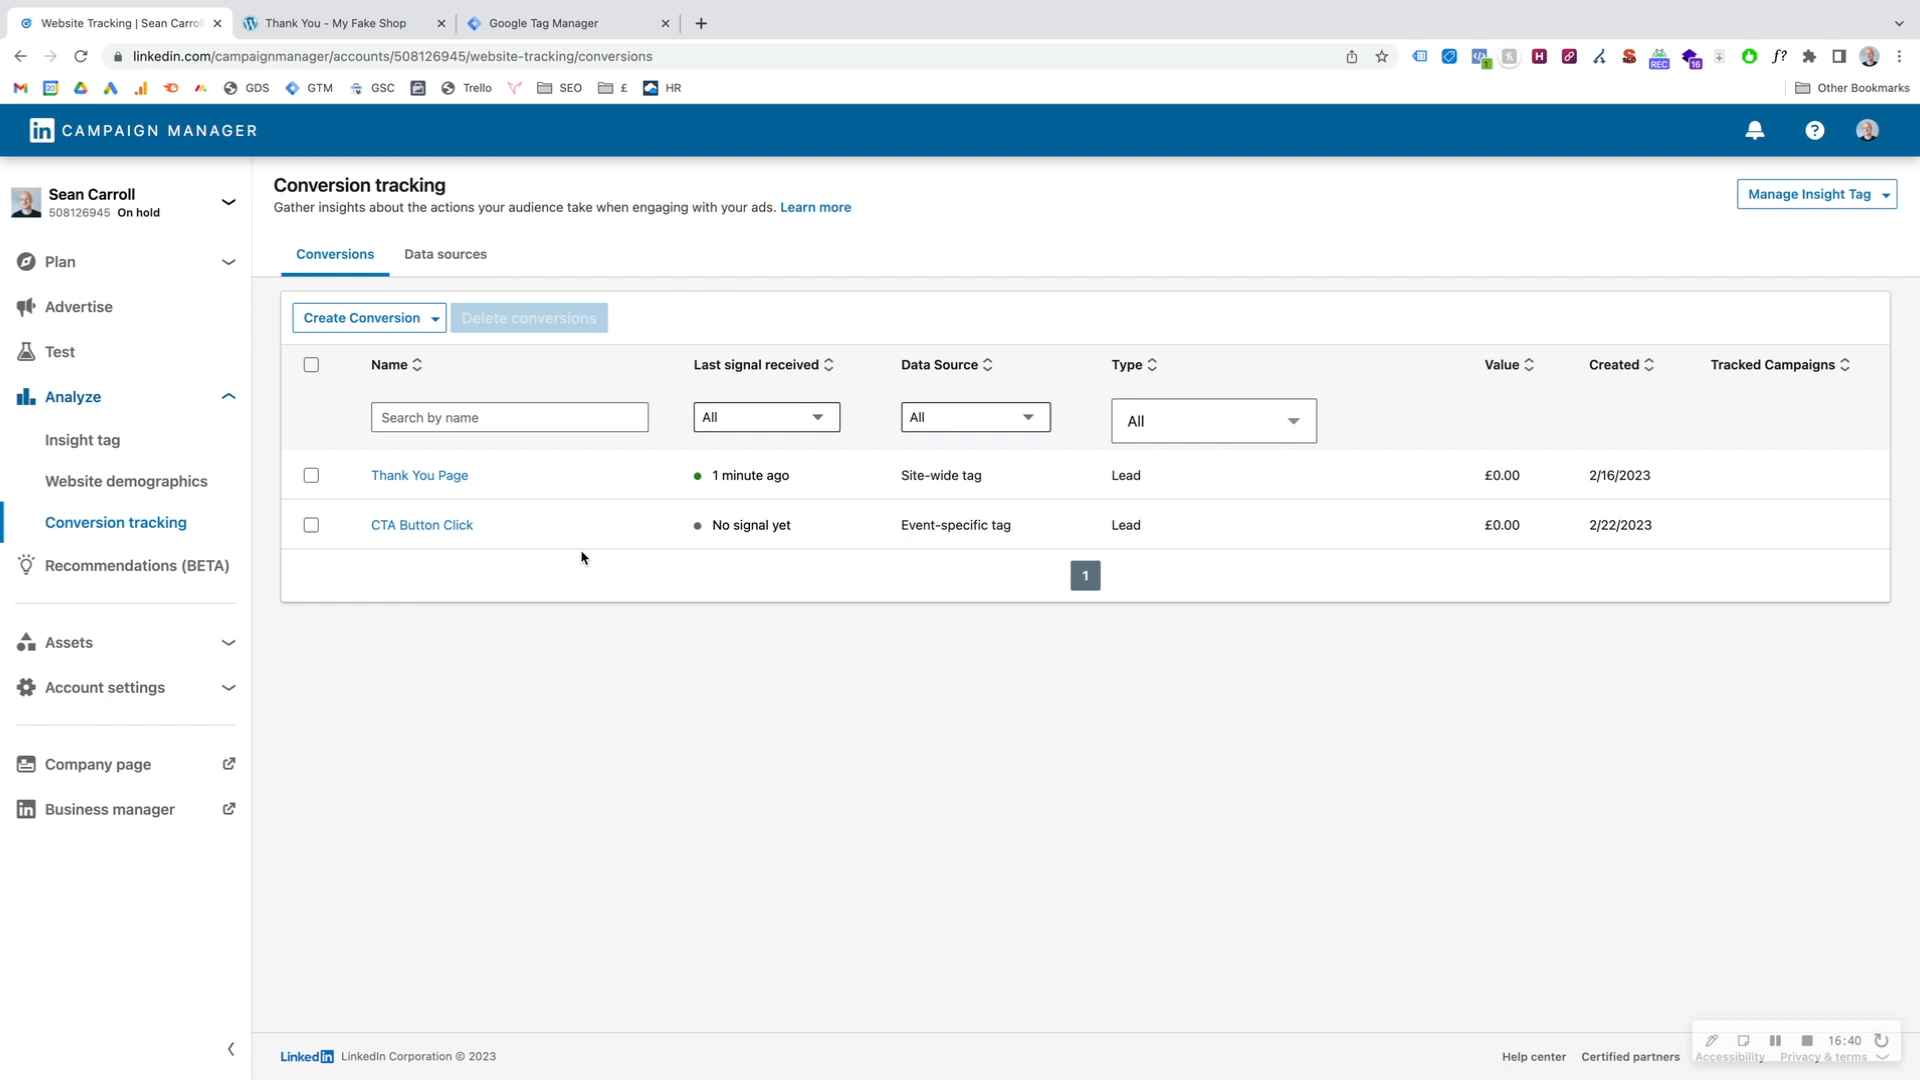 Website Tracking | Sean Carrol
Thank You - My Fake Shop
Google Tag Manager
linkedin.com/campaignmanager/accounts/508126945/website-tracking/conversions
GDS
GTM
GSC
Trello
SEO
£
HR
Other Bookmarks
in CAMPAIGN MANAGER
Sean Carroll
508126945 On hold
Plan
Advertise
Test
Analyze
Insight tag
Website demographics
Conversion tracking
Recommendations (BETA)
Assets
Account settings
Company page
Business manager
Conversion tracking
Gather insights about the actions your audience take when engaging with your ads. Learn more
Manage Insight Tag
Conversions Data sources
Create Conversion Delete conversions
Name Last signal received Data Source Type Value Created Tracked Campaigns
Search by name All All All
Thank You Page 1 minute ago Site-wide tag Lead £0.00 2/16/2023
CTA Button Click No signal yet Event-specific tag Lead £0.00 2/22/2023
1
LinkedIn LinkedIn Corporation © 2023
Help center Certified partners Accessibility Privacy & terms
16:40